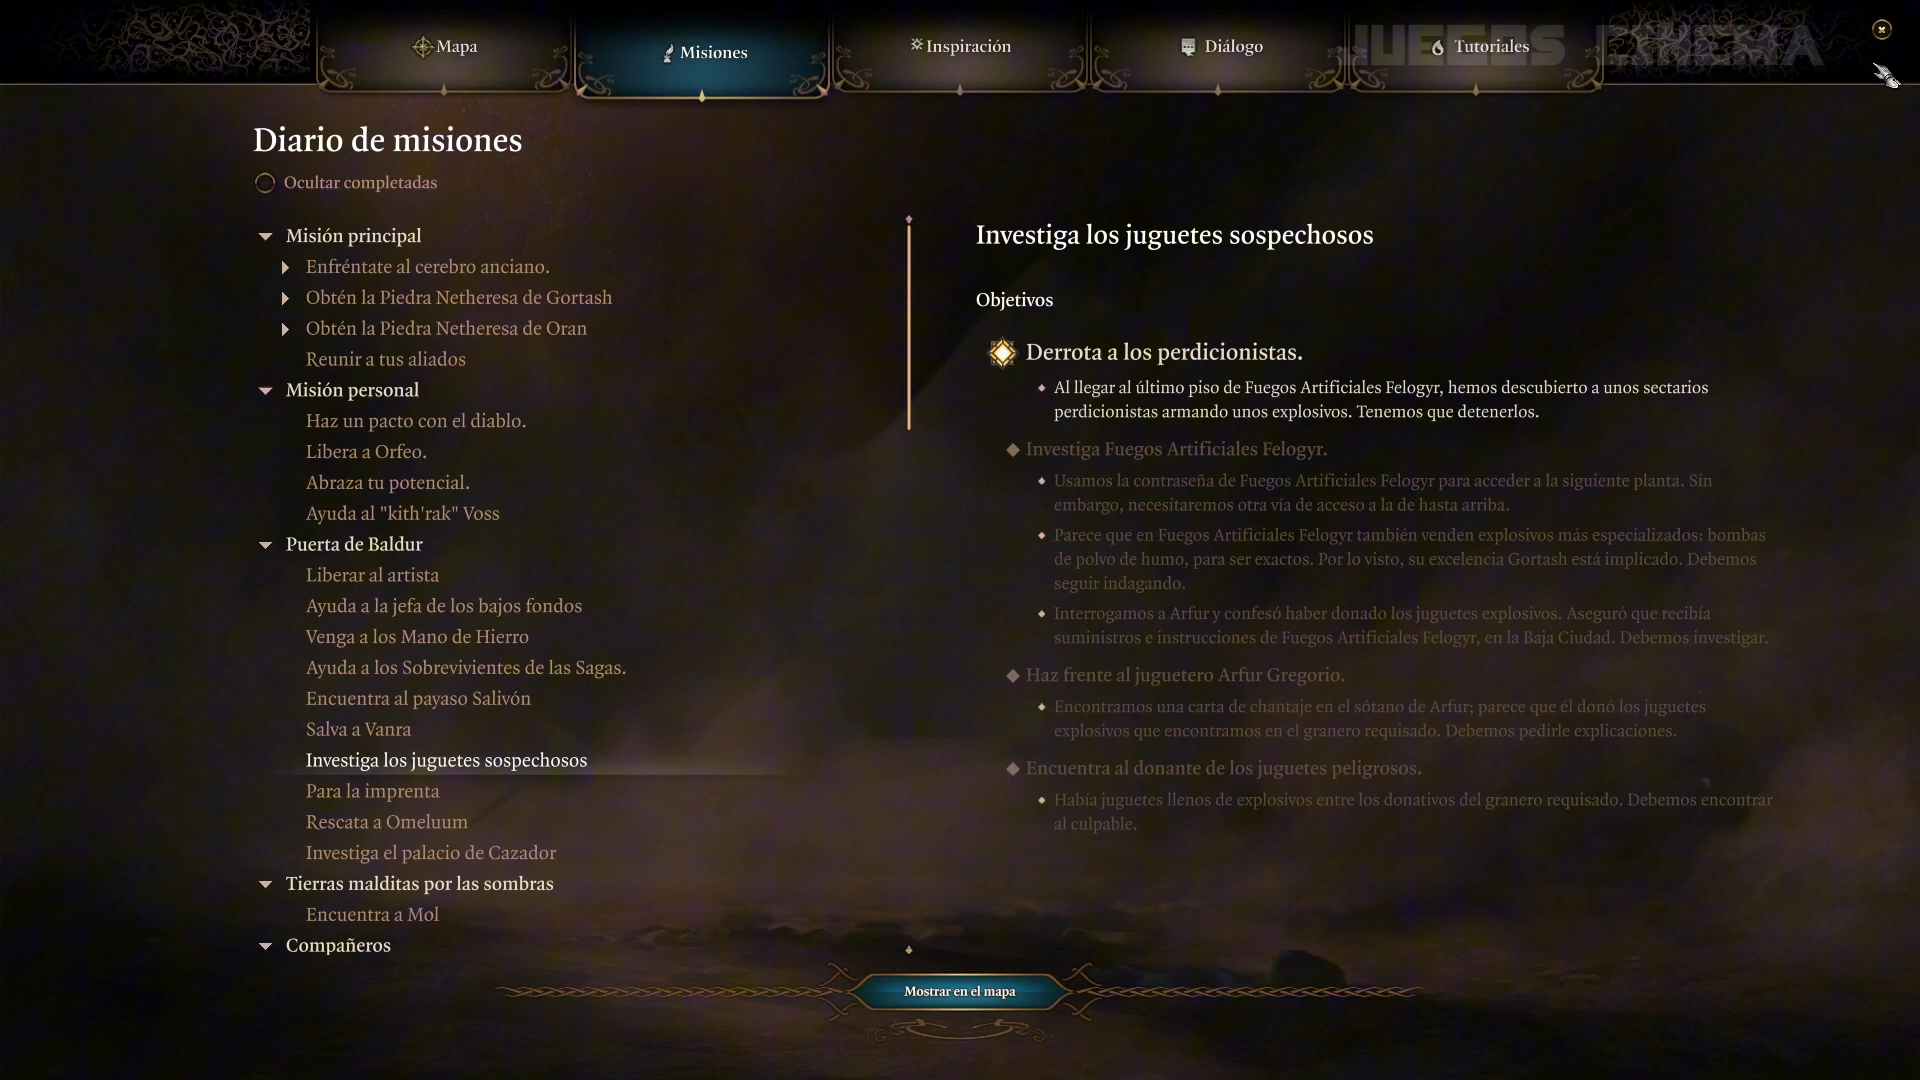 Mapa
Misiones
Inspiración
Diálogo
Tutoriales
JUEGOS CINEMA
Diario de misiones
Ocultar completadas
Misión principal
Enfréntate al cerebro anciano.
Obtén la Piedra Netheresa de Gortash
Obtén la Piedra Netheresa de Oran
Reunir a tus aliados
Misión personal
Haz un pacto con el diablo.
Libera a Orfeo.
Abraza tu potencial.
Ayuda al "kith'rak" Voss
Puerta de Baldur
Liberar al artista
Ayuda a la jefa de los bajos fondos
Venga a los Mano de Hierro
Ayuda a los Sobrevivientes de las Sagas.
Encuentra al payaso Salivón
Salva a Vanra
Investiga los juguetes sospechosos
Para la imprenta
Rescata a Omeluum
Investiga el palacio de Cazador
Tierras malditas por las sombras
Encuentra a Mol
Compañeros
Investiga los juguetes sospechosos
Objetivos
Derrota a los perdicionistas.
Al llegar al último piso de Fuegos Artificiales Felogyr, hemos descubierto a unos sectarios
perdicionistas armando unos explosivos. Tenemos que detenerlos.
Investiga Fuegos Artificiales Felogyr.
Usamos la contraseña de Fuegos Artificiales Felogyr para acceder a la siguiente planta. Sin
embargo, necesitaremos otra vía de acceso a la de hasta arriba.
Parece que en Fuegos Artificiales Felogyr también venden explosivos más especializados: bombas
de polvo de humo, para ser exactos. Por lo visto, su excelencia Gortash está implicado. Debemos
seguir indagando.
Interrogamos a Arfur y confesó haber donado los juguetes explosivos. Aseguró que recibía
suministros e instrucciones de Fuegos Artificiales Felogyr, en la Baja Ciudad. Debemos investigar.
Haz frente al juguetero Arfur Gregorio.
Encontramos una carta de chantaje en el sótano de Arfur; parece que él donó los juguetes
explosivos que encontramos en el granero requisado. Debemos pedirle explicaciones.
Encuentra al donante de los juguetes peligrosos.
Había juguetes llenos de explosivos entre los donativos del granero requisado. Debemos encontrar
al culpable.
Mostrar en el mapa